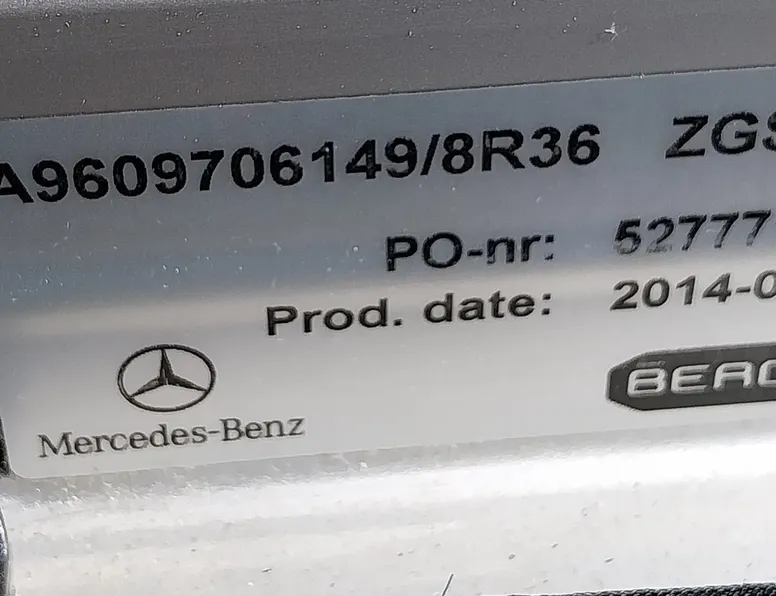 A9609706149/8R36 ZGS
PO-nr: 52777
Prod. date: 2014-0
Mercedes-Benz
BEAC